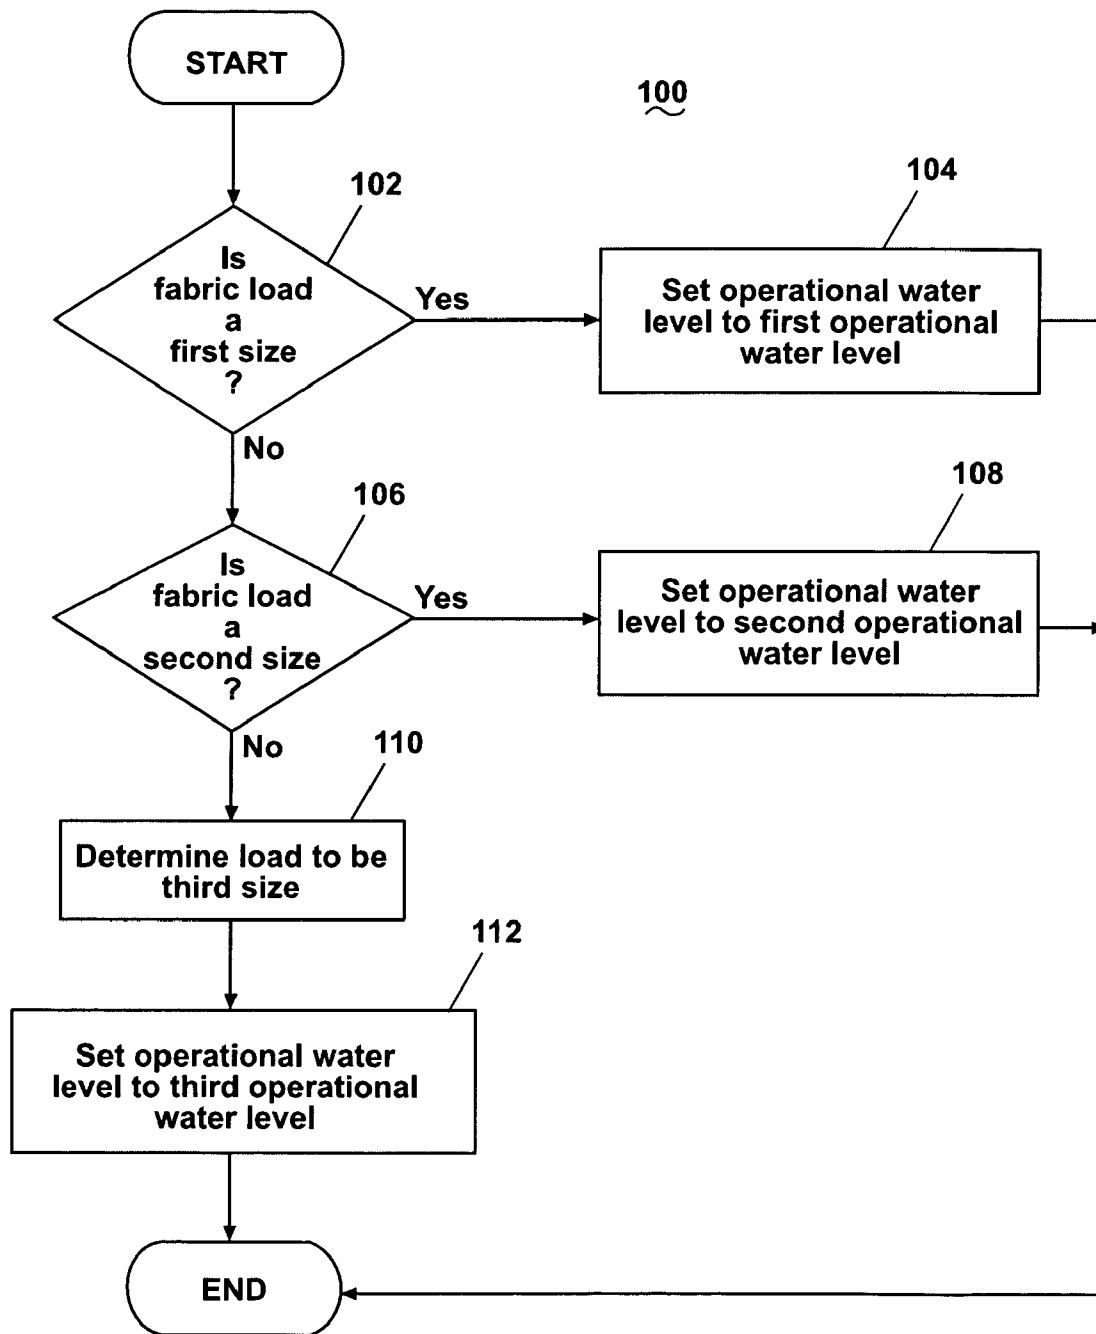 START
100
102
Is
fabric load
a
first size
?
Yes
104
Set operational water
level to first operational
water level
No
106
Is
fabric load
a
second size
?
Yes
108
Set operational water
level to second operational
water level
No
110
Determine load to be
third size
112
Set operational water
level to third operational
water level
END